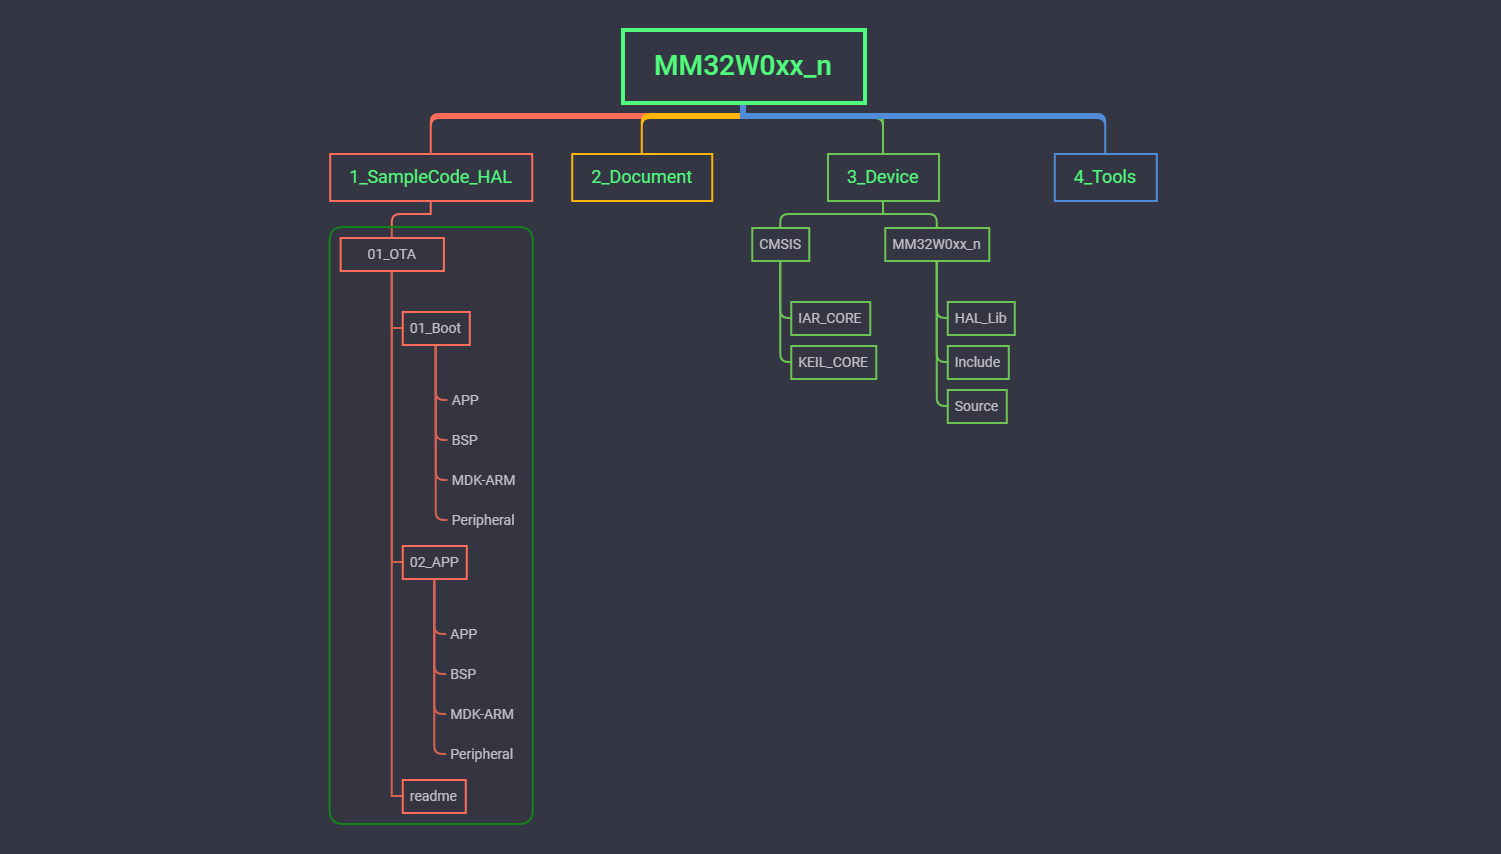 MM32W0xx_n
1_SampleCode_HAL
2_Document
3_Device
4_Tools
01_OTA
01_Boot
APP
BSP
MDK-ARM
Peripheral
02_APP
APP
BSP
MDK-ARM
Peripheral
readme
CMSIS
IAR_CORE
KEIL_CORE
MM32W0xx_n
HAL_Lib
Include
Source